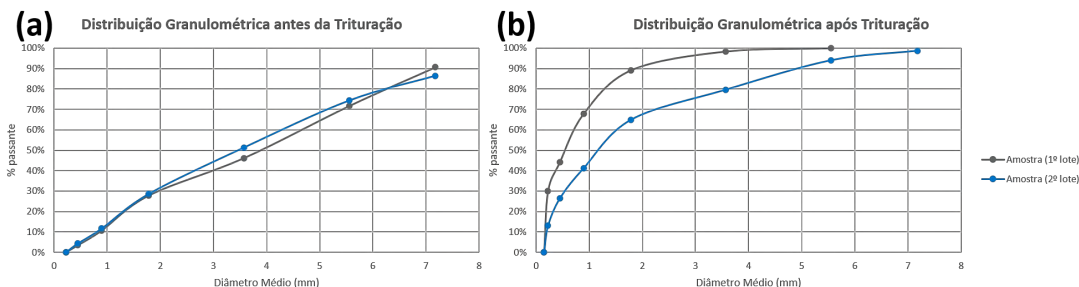 (a)
Distribuição Granulométrica antes da Trituração
100%
90%
80%
70%
60%
50%
40%
30%
20%
10%
0%
% passante
0 1 2 3 4 5 6 7 8
Diâmetro Médio (mm)
(b)
Distribuição Granulométrica após Trituração
100%
90%
80%
70%
60%
50%
40%
30%
20%
10%
0%
% passante
0 1 2 3 4 5 6 7 8
Diâmetro Médio (mm)
Amostra (1º lote)
Amostra (2º lote)